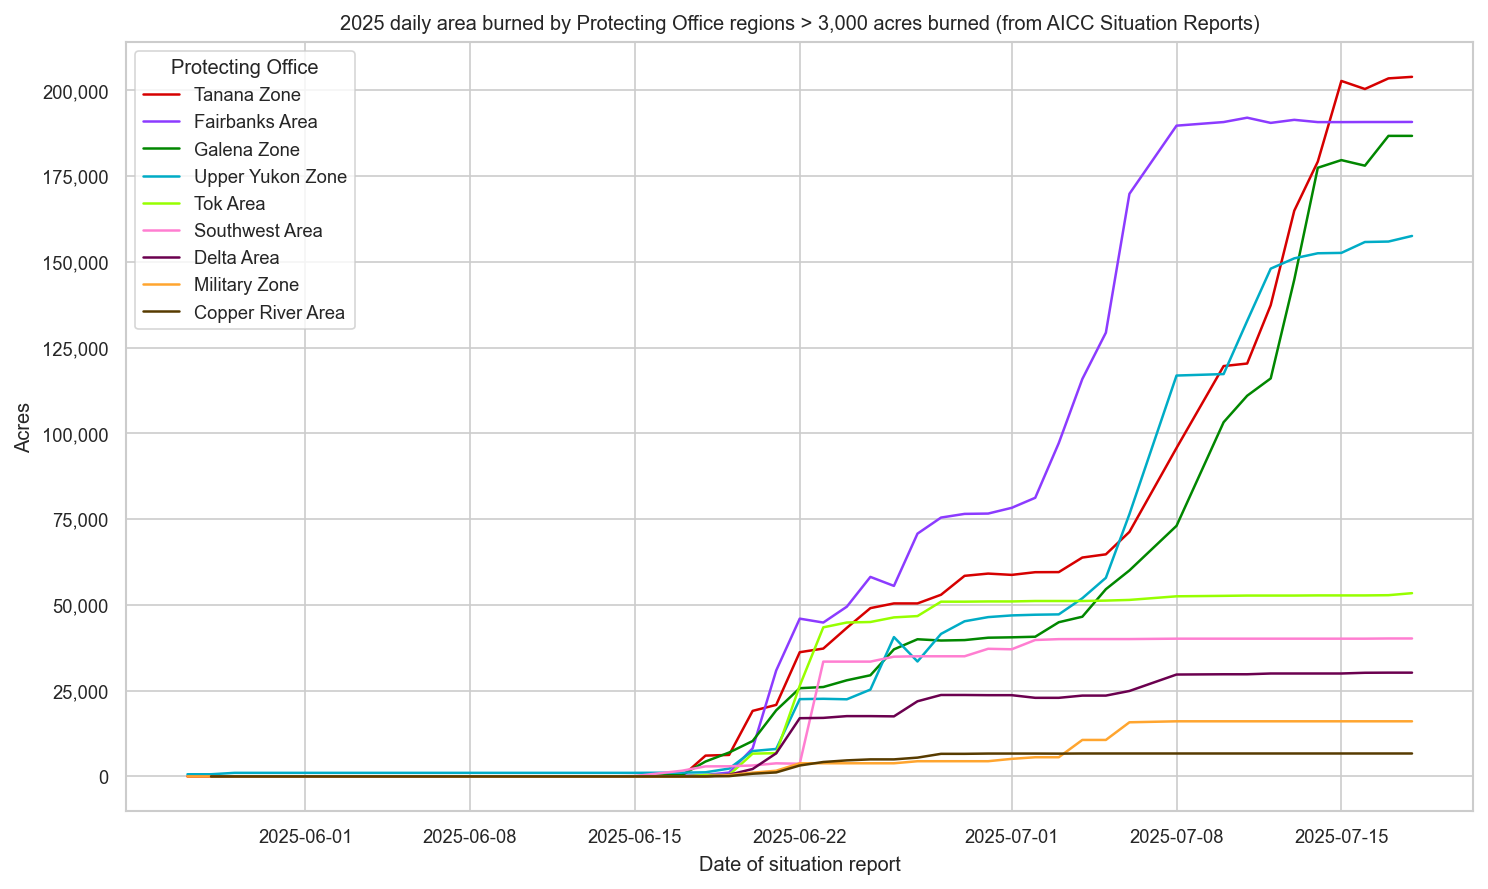 2025 daily area burned by Protecting Office regions > 3,000 acres burned (from AICC Situation Reports)
Protecting Office
Tanana Zone
Fairbanks Area
Galena Zone
Upper Yukon Zone
Tok Area
Southwest Area
Delta Area
Military Zone
Copper River Area
200,000
175,000
150,000
125,000
100,000
75,000
50,000
25,000
0
Acres
2025-06-01
2025-06-08
2025-06-15
2025-06-22
2025-07-01
2025-07-08
2025-07-15
Date of situation report